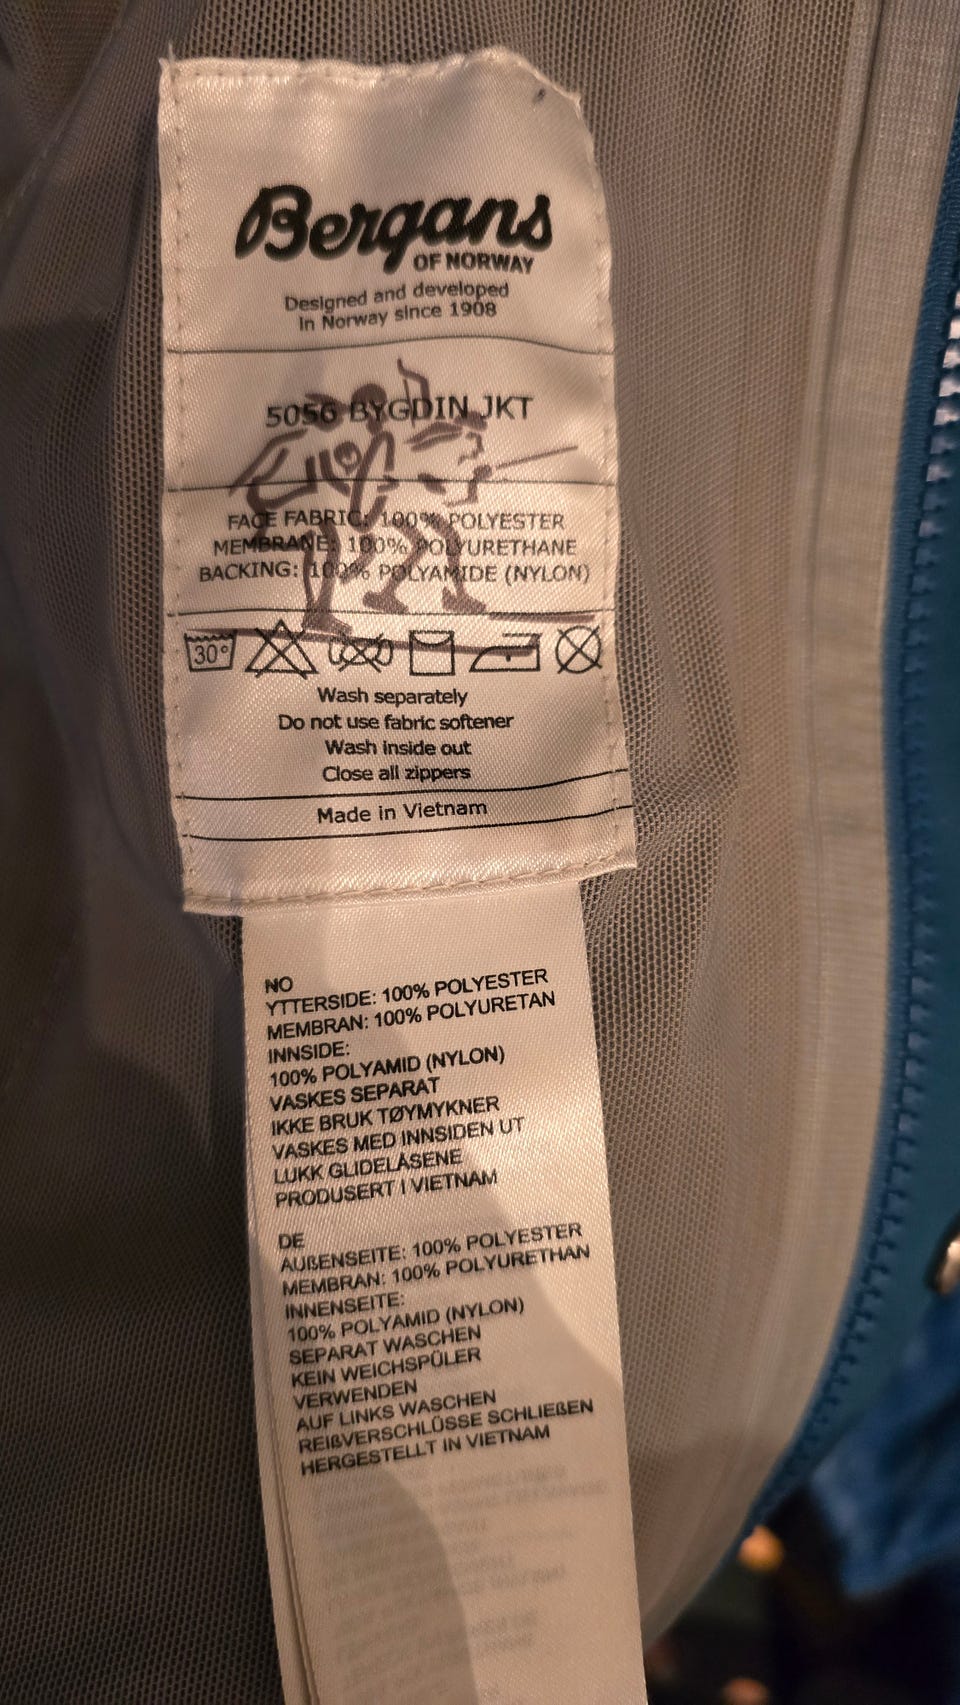 Bergans
OF NORWAY
Designed and developed
in Norway since 1908
5056 BYGDIN JKT
FACE FABRIC: 100% POLYESTER
MEMBRANE: 100% POLYURETHANE
BACKING: 100% POLYAMIDE (NYLON)
30°
Wash separately
Do not use fabric softener
Wash inside out
Close all zippers
Made in Vietnam
NO
YTTERSIDE: 100% POLYESTER
MEMBRAN: 100% POLYURETAN
INNSIDE:
100% POLYAMID (NYLON)
VASKES SEPARAT
IKKE BRUK TØYMYKNER
VASKES MED INNSIDEN UT
LUKK GLIDELÅSENE
PRODUSERT I VIETNAM
DE
AUßENSEITE: 100% POLYESTER
MEMBRAN: 100% POLYURETHAN
INNENSEITE:
100% POLYAMID (NYLON)
SEPARAT WASCHEN
KEIN WEICHSPÜLER
VERWENDEN
AUF LINKS WASCHEN
REIßVERSCHLÜSSE SCHLIEßEN
HERGESTELLT IN VIETNAM